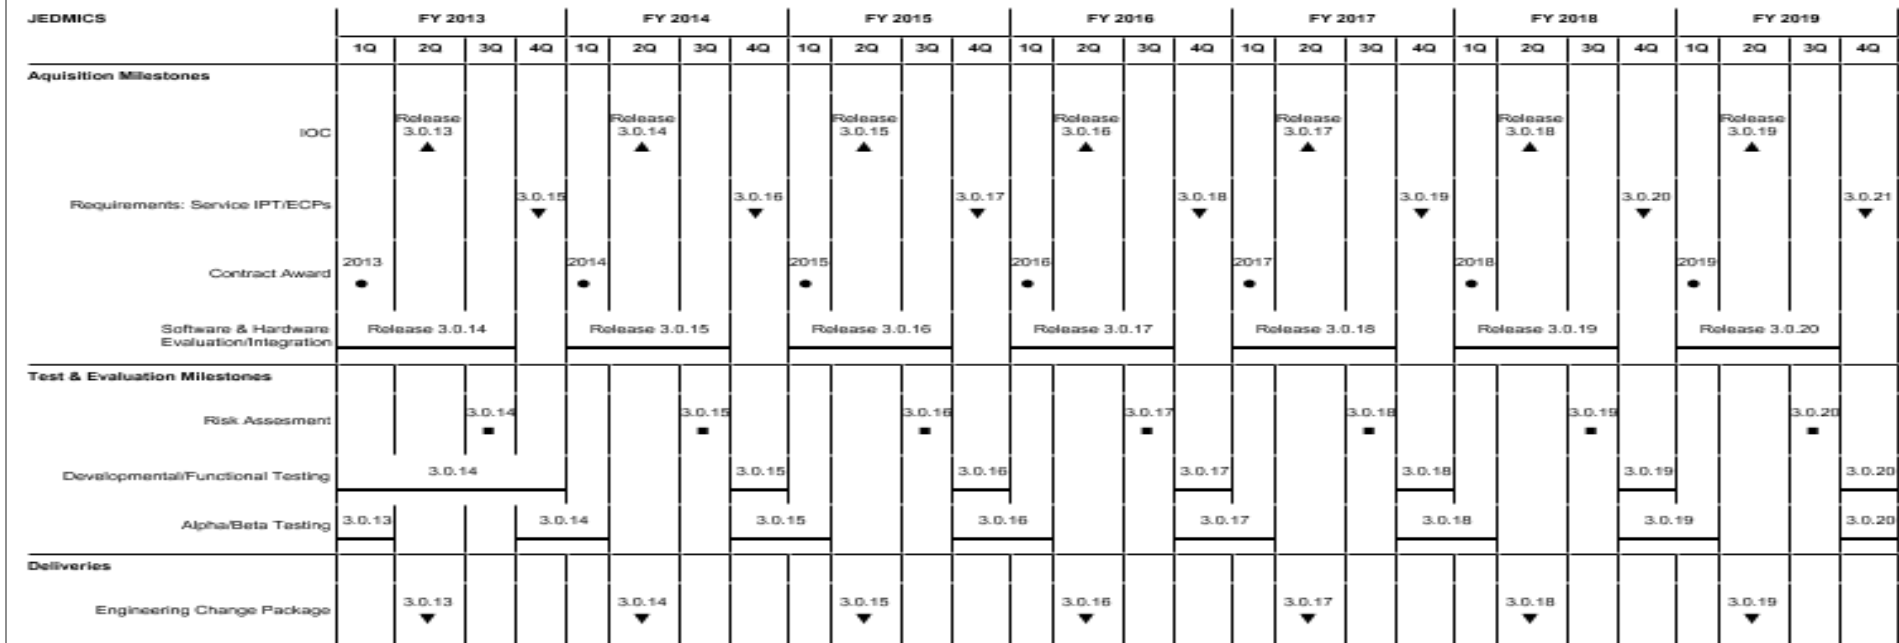 JEDMICS FY 2013 FY 2014 FY 2015 FY 2016 FY 2017 FY 2018 FY 2019
1Q 2Q 3Q 4Q 1Q 2Q 3Q 4Q 1Q 2Q 3Q 4Q 1Q 2Q 3Q 4Q 1Q 2Q 3Q 4Q 1Q 2Q 3Q 4Q 1Q 2Q 3Q 4Q
Aquisition Milestones
Release Release Release Release Release Release Release
IOC 3.0.13 3.0.14 3.0.15 3.0.16 3.0.17 3.0.18 3.0.19
Requirements: Service IPT/ECPs 3.0.15 3.0.16 3.0.17 3.0.18 3.0.19 3.0.20 3.0.21
Contract Award 2013 2014 2015 2016 2017 2018 2019
Software & Hardware Release 3.0.14 Release 3.0.15 Release 3.0.16 Release 3.0.17 Release 3.0.18 Release 3.0.19 Release 3.0.20
Evaluation/Integration
Test & Evaluation Milestones
Risk Assesment 3.0.14 3.0.15 3.0.16 3.0.17 3.0.18 3.0.19 3.0.20
Developmental/Functional Testing 3.0.14 3.0.15 3.0.16 3.0.17 3.0.18 3.0.19 3.0.20
Alpha/Beta Testing 3.0.13 3.0.14 3.0.15 3.0.16 3.0.17 3.0.18 3.0.19 3.0.20
Deliveries
Engineering Change Package 3.0.13 3.0.14 3.0.15 3.0.16 3.0.17 3.0.18 3.0.19